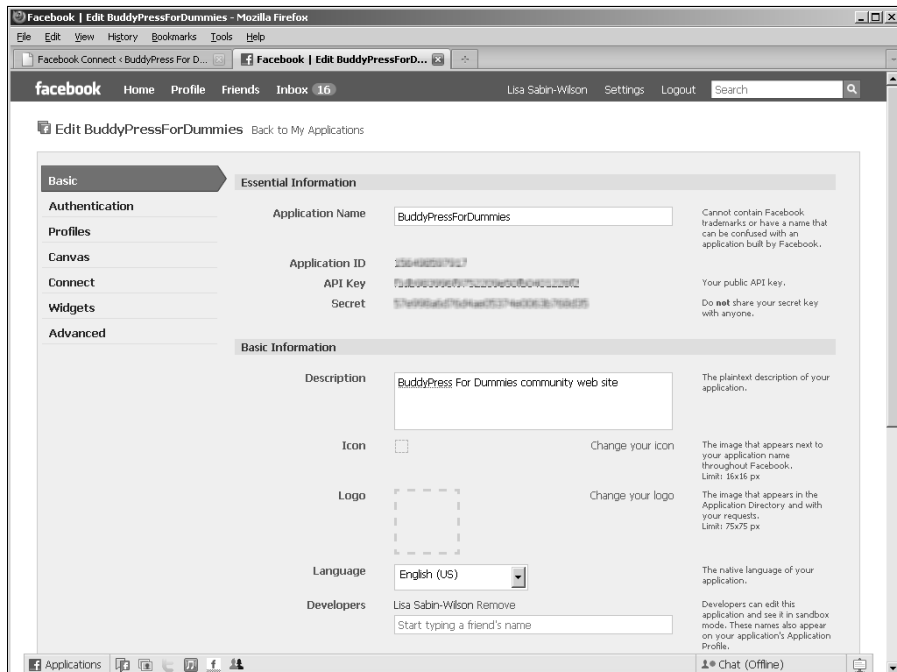 Facebook | Edit BuddyPressForDummies - Mozilla Firefox
File Edit View History Bookmarks Tools Help
Facebook Connect ‹ BuddyPress For D...
Facebook | Edit BuddyPressForD...
facebook Home Profile Friends Inbox 16 Lisa Sabin-Wilson Settings Logout Search
Edit BuddyPressForDummies Back to My Applications
Basic
Authentication
Profiles
Canvas
Connect
Widgets
Advanced
Essential Information
Application Name BuddyPressForDummies
Cannot contain Facebook
trademarks or have a name that
can be confused with an
application built by Facebook.
Application ID
API Key
Your public API key.
Secret
Do not share your secret key
with anyone.
Basic Information
Description BuddyPress For Dummies community web site
The plaintext description of your
application.
Icon Change your icon
The image that appears next to
your application name
throughout Facebook.
Limit: 16x16 px
Logo Change your logo
The image that appears in the
Application Directory and with
your requests.
Limit: 75x75 px
Language English (US)
The native language of your
application.
Developers Lisa Sabin-Wilson Remove
Start typing a friend's name
Developers can edit this
application and see it in sandbox
mode. These names also appear
on your application's Application
Profile.
Applications
Chat (Offline)